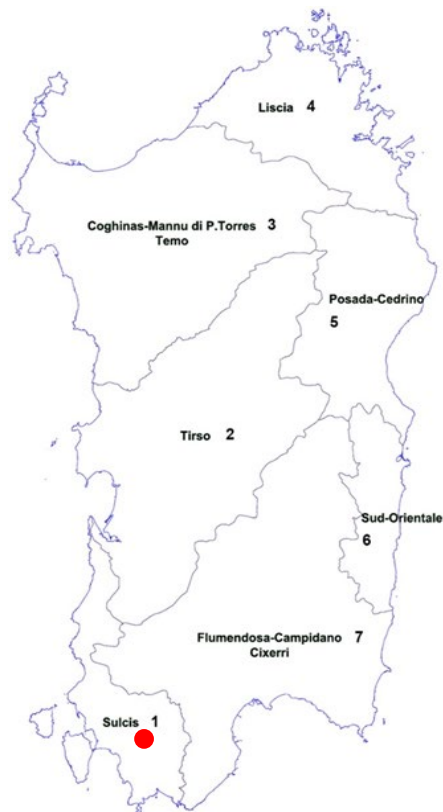 Liscia 4
Coghinas-Mannu di P.Torres 3
Temo
Posada-Cedrino
5
Tirso 2
Sud-Orientale
6
Flumendosa-Campidano 7
Cixerri
Sulcis 1